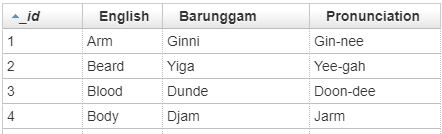 _id English Barunggam Pronunciation
1 Arm Ginni Gin-nee
2 Beard Yiga Yee-gah
3 Blood Dunde Doon-dee
4 Body Djam Jarm